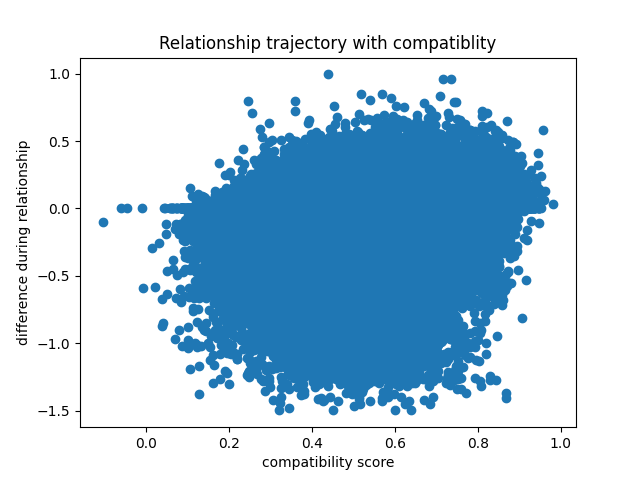 Relationship trajectory with compatiblity
difference during relationship
1.0
0.5
0.0
−0.5
−1.0
−1.5
0.0 0.2 0.4 0.6 0.8 1.0
compatibility score